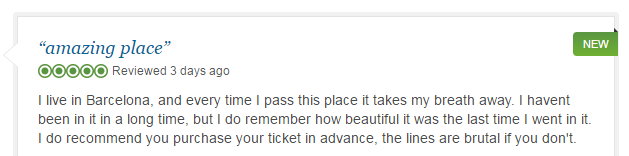 “amazing place”
NEW
Reviewed 3 days ago
I live in Barcelona, and every time I pass this place it takes my breath away. I havent
been in it in a long time, but I do remember how beautiful it was the last time I went in it.
I do recommend you purchase your ticket in advance, the lines are brutal if you don't.